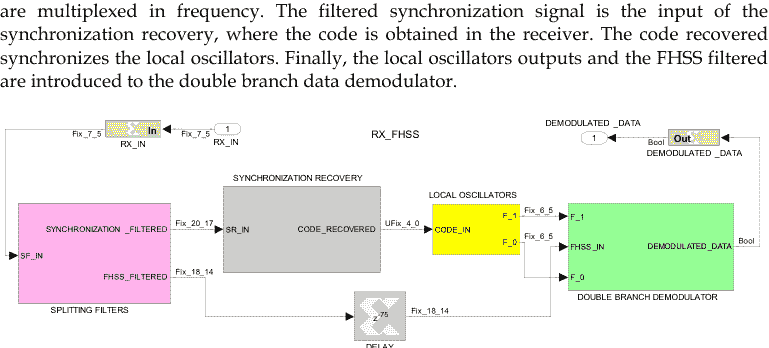 are multiplexed in frequency. The filtered synchronization signal is the input of the
synchronization recovery, where the code is obtained in the receiver. The code recovered
synchronizes the local oscillators. Finally, the local oscillators outputs and the FHSS filtered
are introduced to the double branch data demodulator.
Fix_7_5
In
RX_IN
Fix_7_5
1
RX_IN
RX_FHSS
DEMODULATED _DATA
1
Bool
Out
DEMODULATED _DATA
SYNCHRONIZATION RECOVERY
LOCAL OSCILLATORS
SF_IN
SYNCHRONIZATION _FILTERED
FHSS_FILTERED
SPLITTING FILTERS
Fix_20_17
Fix_18_14
SR_IN
CODE_RECOVERED
UFix_4_0
CODE_IN
F_1
F_0
Fix_6_5
Fix_6_5
F_1
FHSS_IN
F_0
DEMODULATED_DATA
Bool
DOUBLE BRANCH DEMODULATOR
z-75
Fix_18_14
DELAY